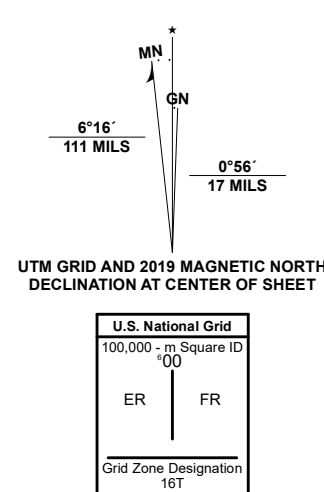 ★
MN
GN
6°16´
111 MILS
0°56´
17 MILS
UTM GRID AND 2019 MAGNETIC NORTH
DECLINATION AT CENTER OF SHEET
U.S. National Grid
100,000 - m Square ID
⁶00
ER FR
Grid Zone Designation
16T